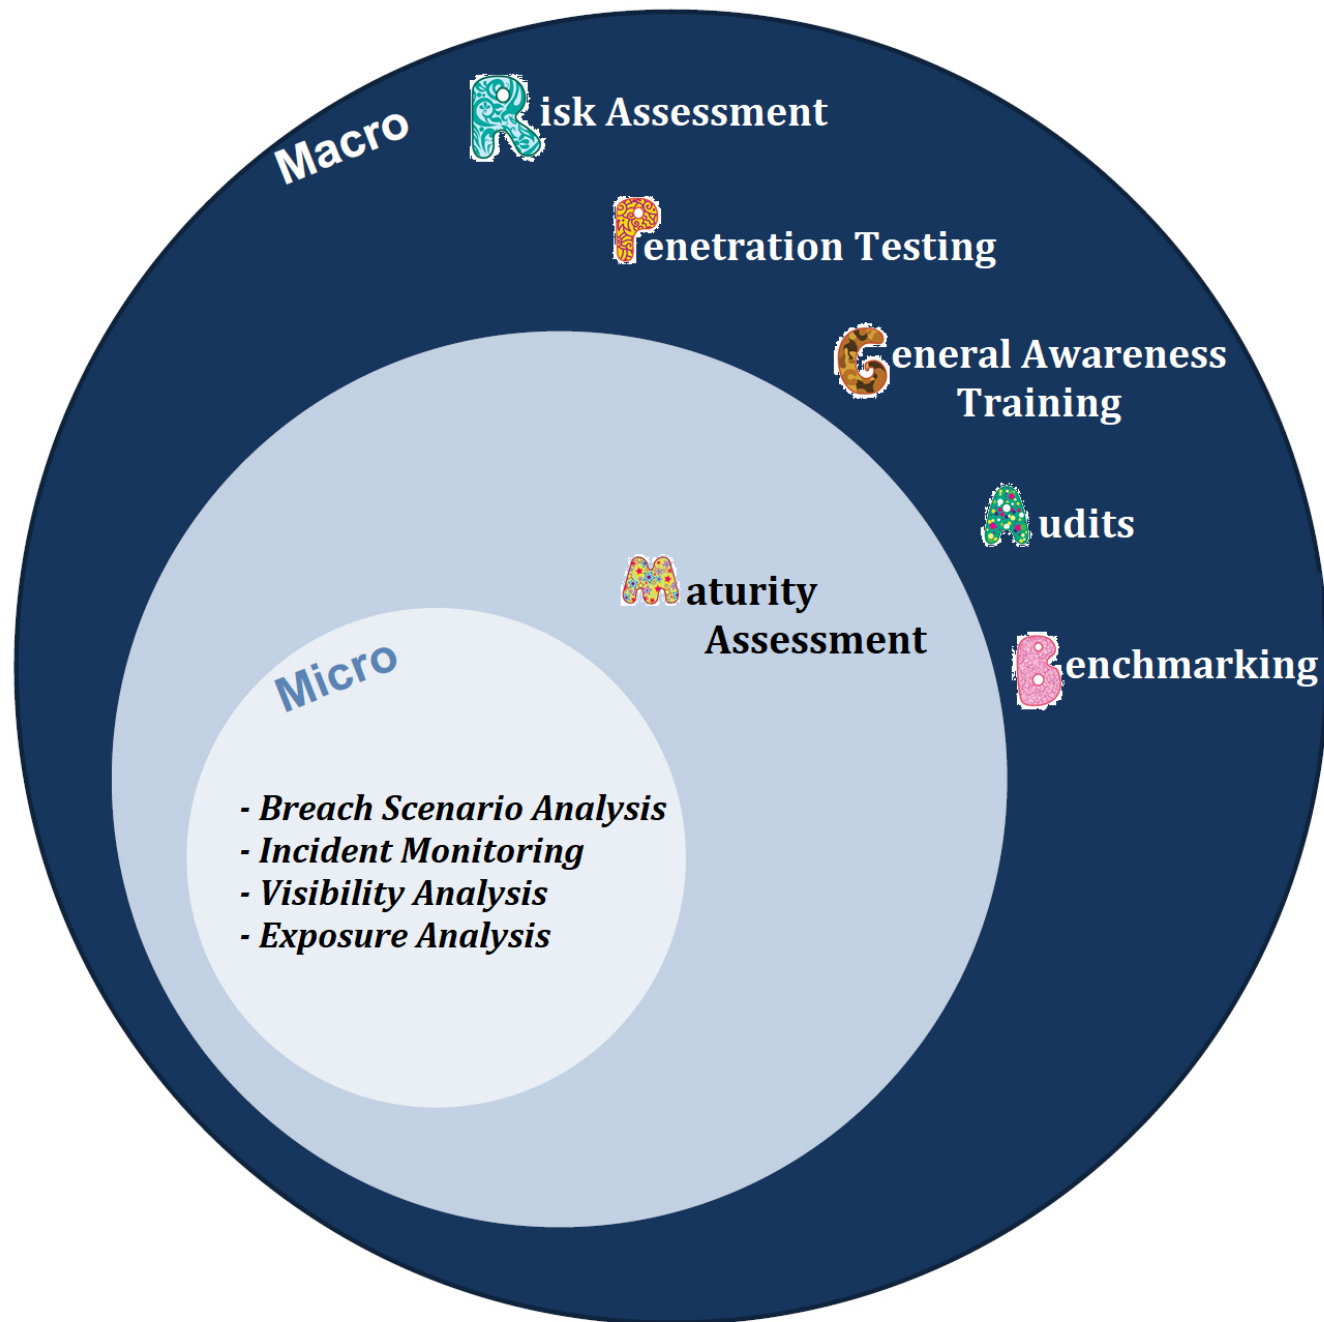 Macro
Risk Assessment
Penetration Testing
General Awareness
Training
Audits
Maturity
Assessment
Benchmarking
Micro
- Breach Scenario Analysis
- Incident Monitoring
- Visibility Analysis
- Exposure Analysis